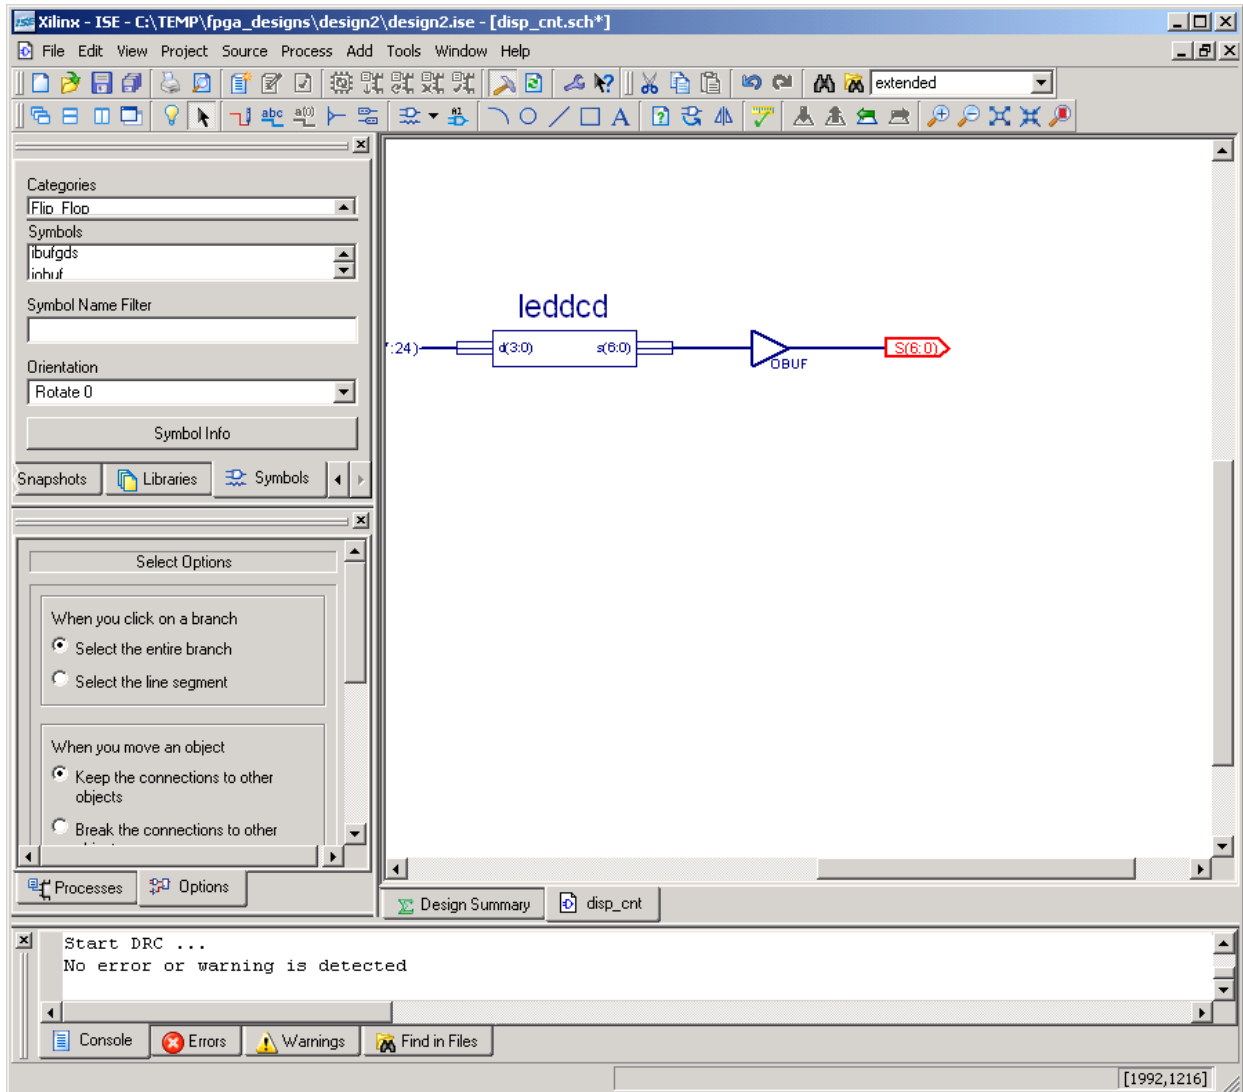 Xilinx - ISE - C:\TEMP\fpga_designs\design2\design2.ise - [disp_cnt.sch*]
File Edit View Project Source Process Add Tools Window Help
extended
Categories
Flip_Flop
Symbols
ibufgds
iobuf
Symbol Name Filter
Orientation
Rotate 0
Symbol Info
Snapshots Libraries Symbols
Select Options
When you click on a branch
Select the entire branch
Select the line segment
When you move an object
Keep the connections to other
objects
Break the connections to other
Processes Options
leddcd
:24) d(3:0) s(6:0) OBUF S(6:0)
Design Summary disp_cnt
Start DRC ...
No error or warning is detected
Console Errors Warnings Find in Files
[1992,1216]